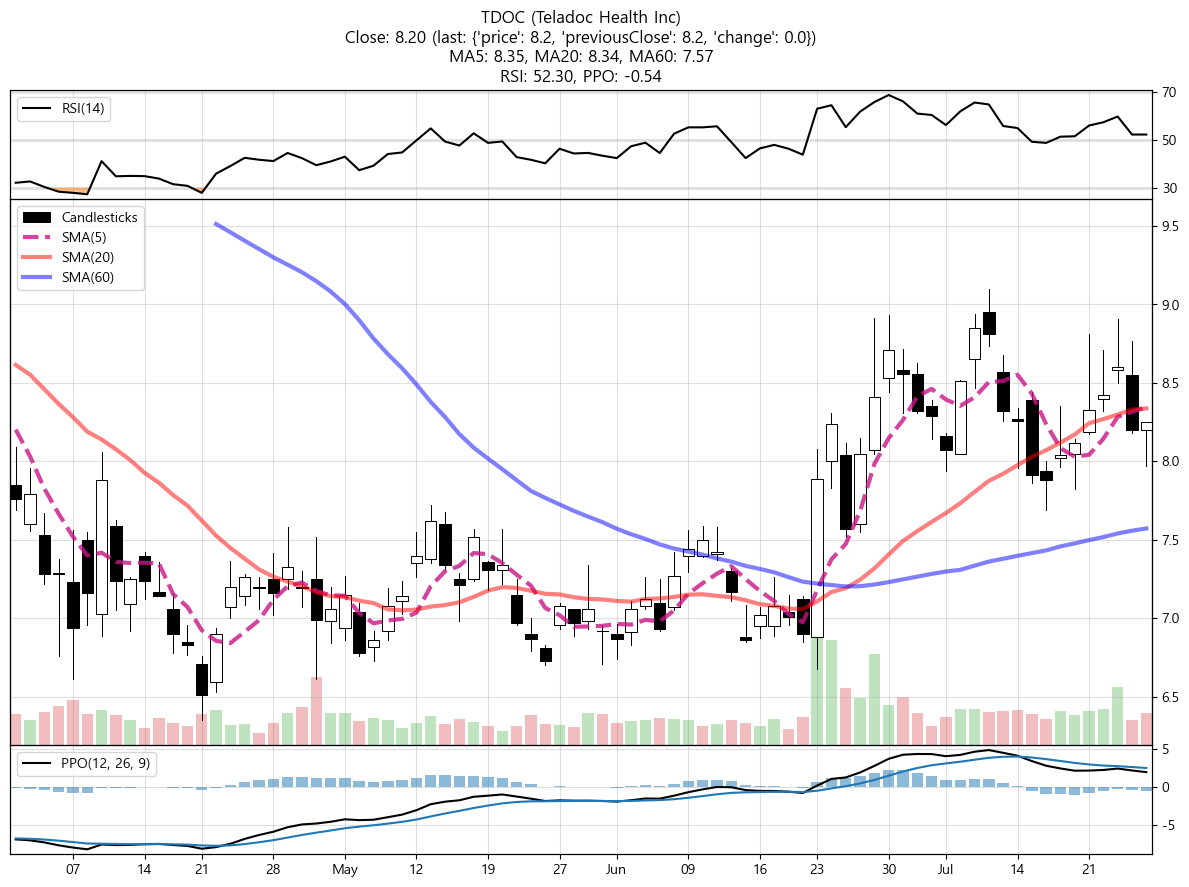 TDOC (Teladoc Health Inc)
Close: 8.20 (last: {'price': 8.2, 'previousClose': 8.2, 'change': 0.0})
MA5: 8.35, MA20: 8.34, MA60: 7.57
RSI: 52.30, PPO: -0.54
RSI(14)
70
50
30
Candlesticks
SMA(5)
SMA(20)
SMA(60)
9.5
9.0
8.5
8.0
7.5
7.0
6.5
PPO(12, 26, 9)
5
0
-5
07 14 21 28 May 12 19 27 Jun 09 16 23 30 Jul 14 21